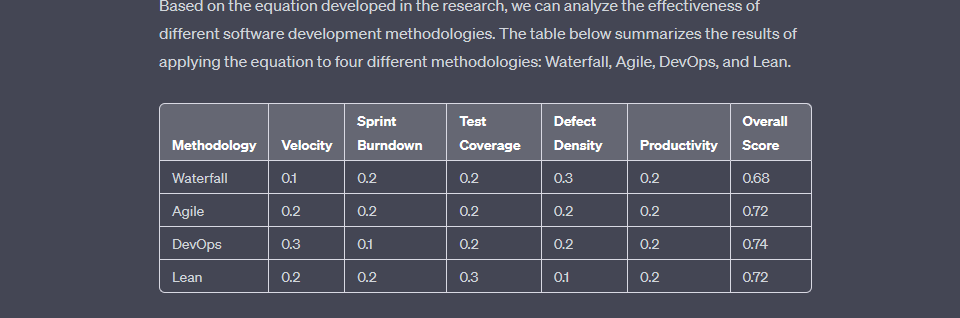 Based on the equation developed in the research, we can analyze the effectiveness of
different software development methodologies. The table below summarizes the results of
applying the equation to four different methodologies: Waterfall, Agile, DevOps, and Lean.
Methodology Velocity Sprint Burndown Test Coverage Defect Density Productivity Overall Score
Waterfall 0.1 0.2 0.2 0.3 0.2 0.68
Agile 0.2 0.2 0.2 0.2 0.2 0.72
DevOps 0.3 0.1 0.2 0.2 0.2 0.74
Lean 0.2 0.2 0.3 0.1 0.2 0.72